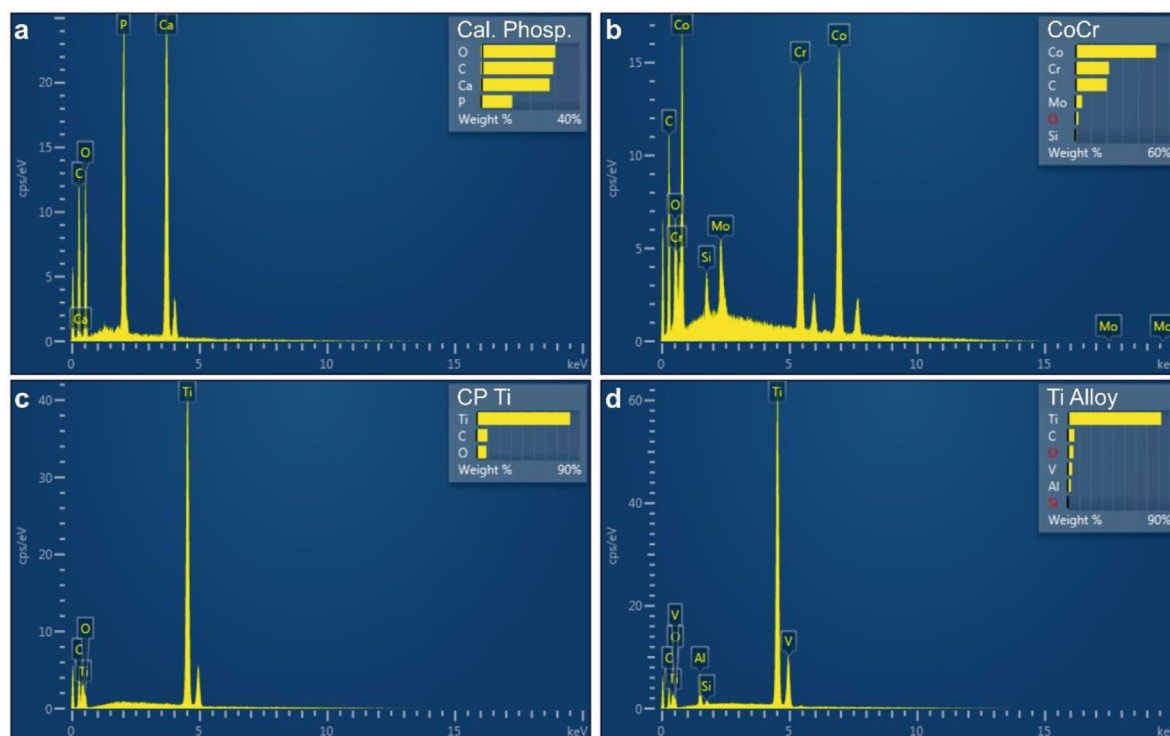 a
Cal. Phosp.
O
C
Ca
P
Weight % 40%
P
Ca
O
C
Ca
cps/eV
20
15
10
5
0
0 5 10 15 keV
b
CoCr
Co
Cr
C
Mo
O
Si
Weight % 60%
Co
Cr
Co
C
O
Cr
Si
Mo
Mo
Mo
cps/eV
15
10
5
0
0 5 10 15 keV
c
CP Ti
Ti
C
O
Weight % 90%
Ti
O
C
Ti
cps/eV
40
30
20
10
0
0 5 10 15 keV
d
Ti Alloy
Ti
C
O
V
Al
Si
Weight % 90%
Ti
V
O
C
Ti
Al
Si
V
cps/eV
60
40
20
0
0 5 10 15 keV